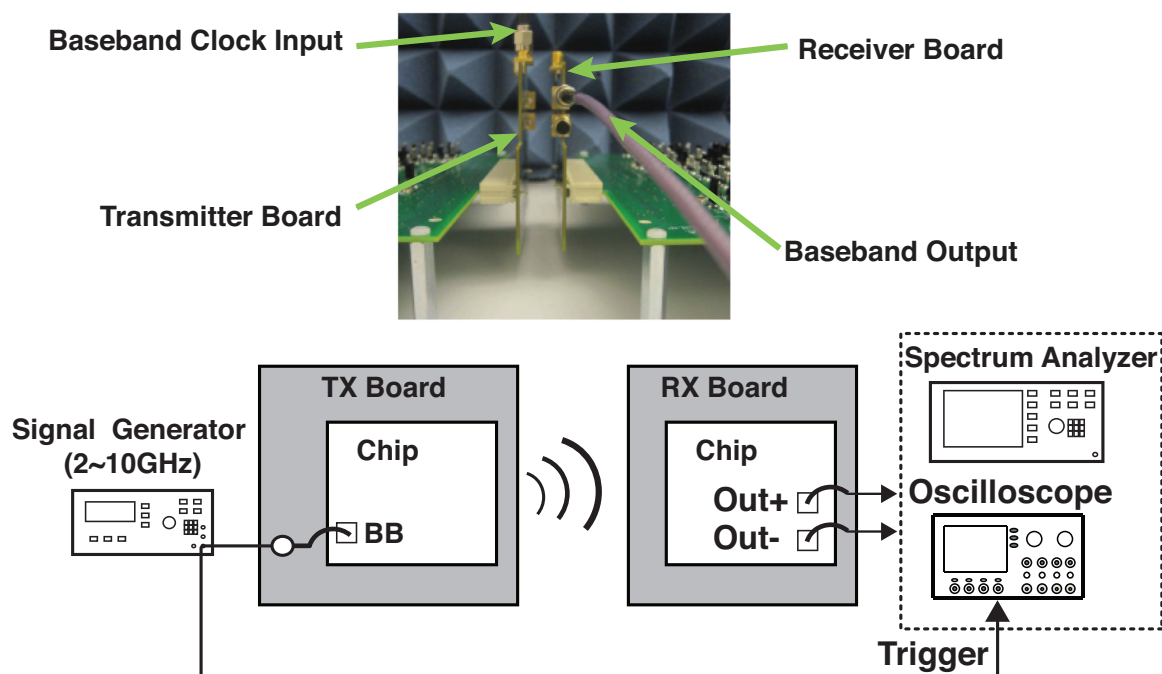 Baseband Clock Input
Receiver Board
Transmitter Board
Baseband Output
TX Board
RX Board
Spectrum Analyzer
Signal Generator
(2~10GHz)
Chip
Chip
BB
Out+
Out-
Oscilloscope
Trigger